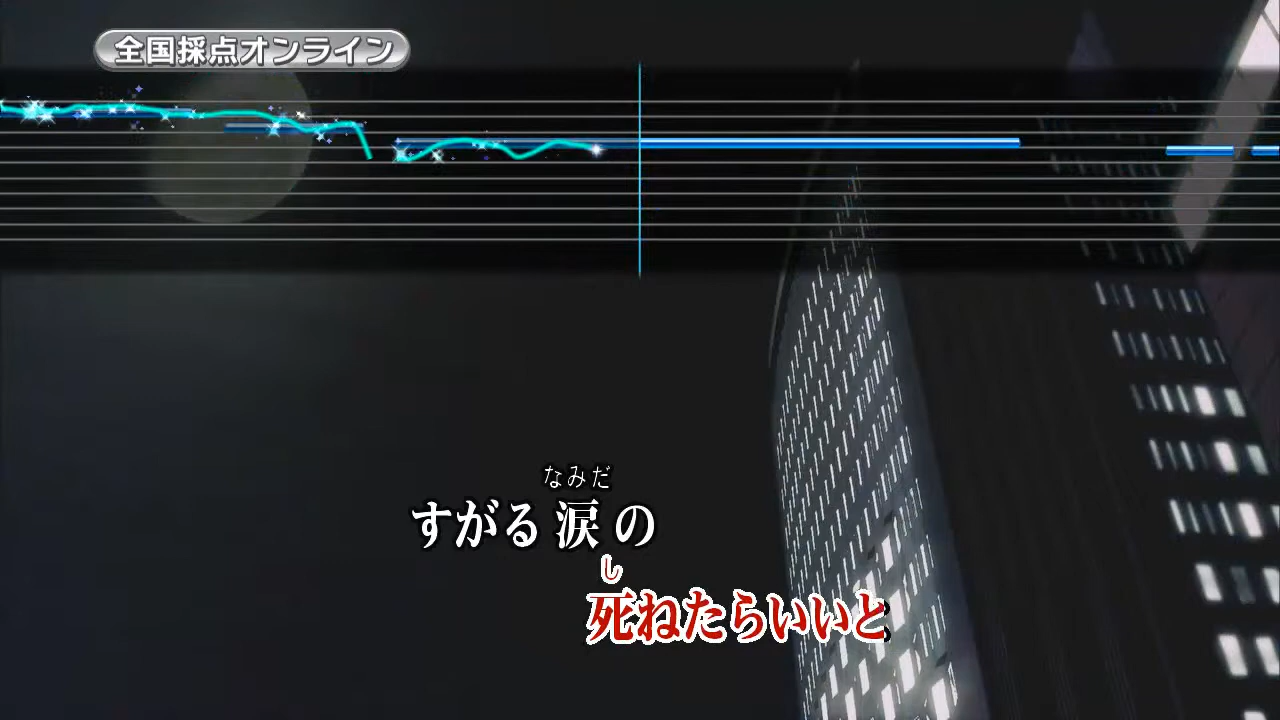 全国採点オンライン
なみだ
すがる涙の
し
死ねたらいいと